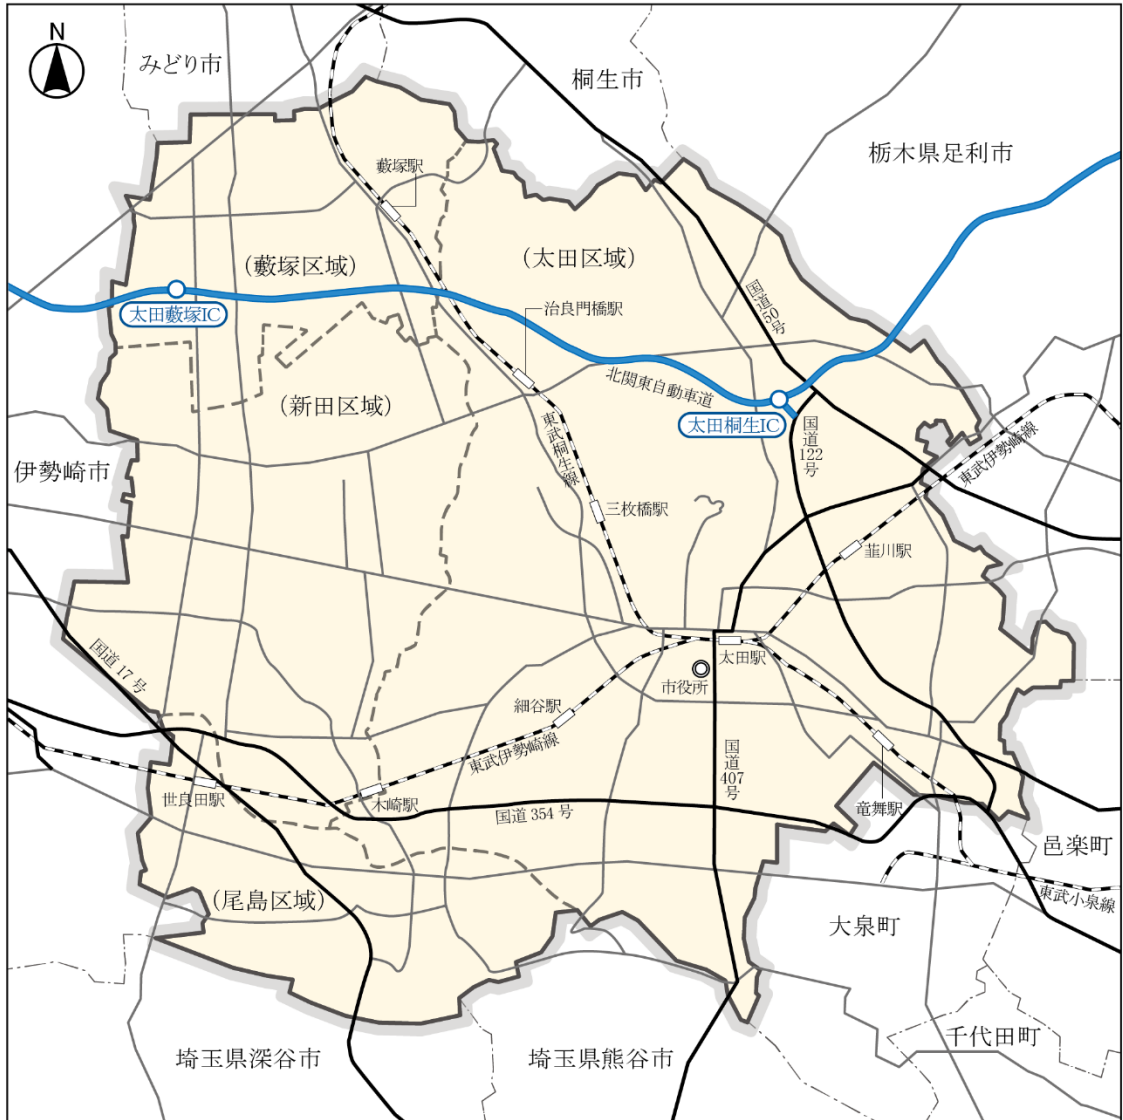 N
みどり市
桐生市
栃木県足利市
藪塚駅
(藪塚区域)
(太田区域)
太田藪塚IC
治良門橋駅
国道50号
北関東自動車道
太田桐生IC
(新田区域)
東武桐生線
国道122号
東武伊勢崎線
伊勢崎市
三枚橋駅
韮川駅
国道17号
太田駅
市役所
細谷駅
東武伊勢崎線
国道407号
世良田駅
木崎駅
国道354号
竜舞駅
邑楽町
(尾島区域)
東武小泉線
大泉町
千代田町
埼玉県深谷市
埼玉県熊谷市